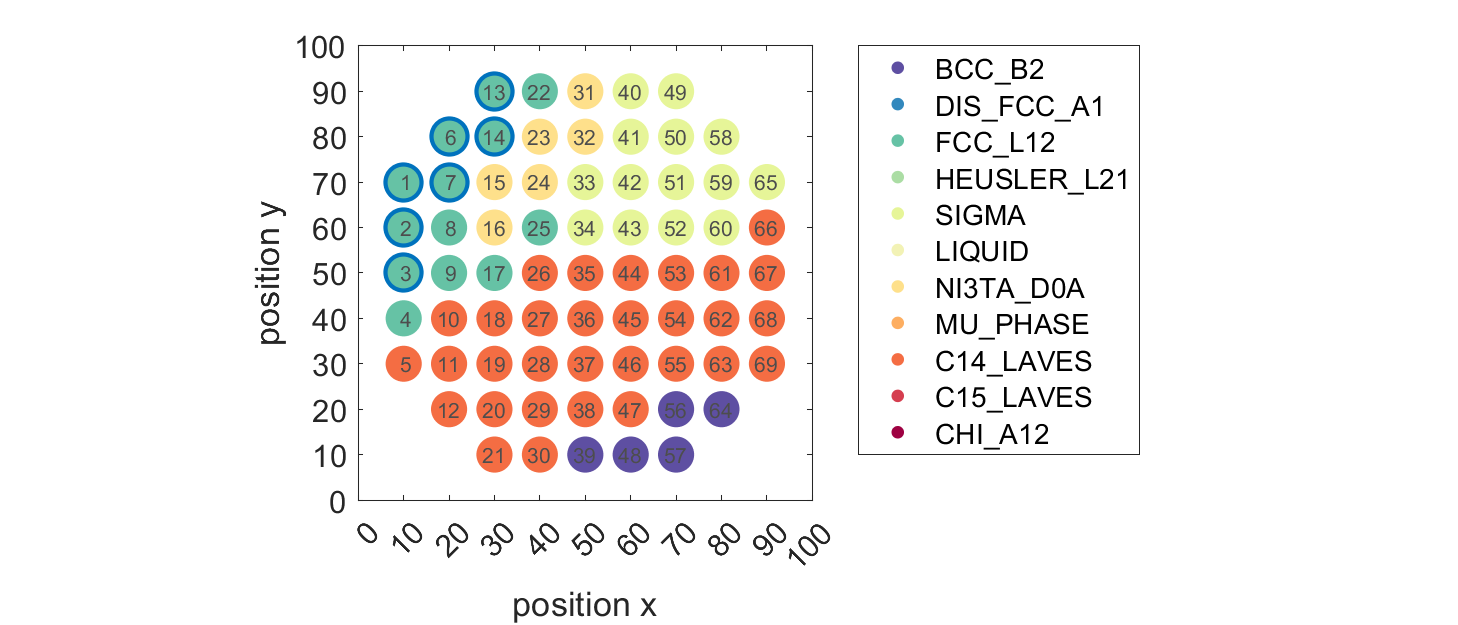 100
90
80
70
60
50
40
30
20
10
0
13 22 31 40 49
6 14 23 32 41 50 58
1 7 15 24 33 42 51 59 65
2 8 16 25 34 43 52 60 66
3 9 17 26 35 44 53 61 67
4 10 18 27 36 45 54 62 68
5 11 19 28 37 46 55 63 69
12 20 29 38 47 56 64
21 30 39 48 57
0 10 20 30 40 50 60 70 80 90 100
position x
position y
BCC_B2
DIS_FCC_A1
FCC_L12
HEUSLER_L21
SIGMA
LIQUID
NI3TA_D0A
MU_PHASE
C14_LAVES
C15_LAVES
CHI_A12